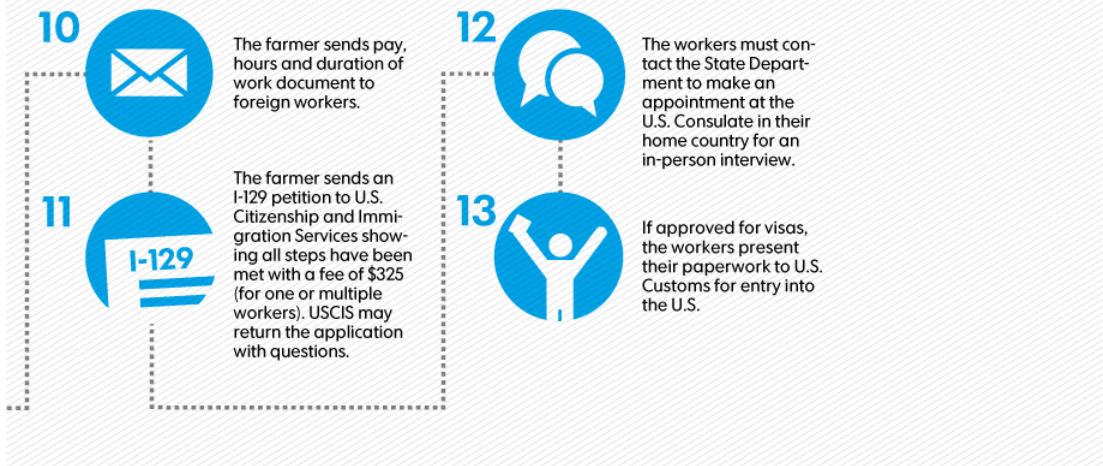 10
The farmer sends pay,
hours and duration of
work document to
foreign workers.
11
I-129
The farmer sends an
I-129 petition to U.S.
Citizenship and Immi-
gration Services show-
ing all steps have been
met with a fee of $325
(for one or multiple
workers). USCIS may
return the application
with questions.
12
The workers must con-
tact the State Depart-
ment to make an
appointment at the
U.S. Consulate in their
home country for an
in-person interview.
13
If approved for visas,
the workers present
their paperwork to U.S.
Customs for entry into
the U.S.